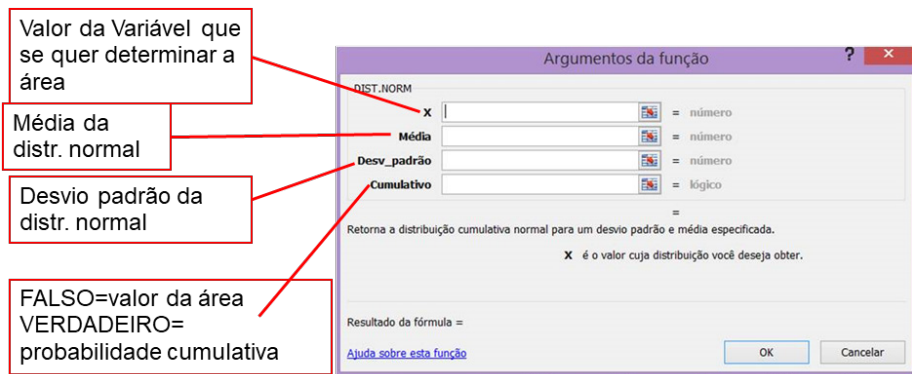 Valor da Variável que
se quer determinar a
área
Média da
distr. normal
Desvio padrão da
distr. normal
FALSO=valor da área
VERDADEIRO=
probabilidade cumulativa
Argumentos da função
?
×
DIST.NORM
X
= número
Média
= número
Desv_padrão
= número
Cumulativo
= lógico
=
Retorna a distribuição cumulativa normal para um desvio padrão e média especificada.
X é o valor cuja distribuição você deseja obter.
Resultado da fórmula =
Ajuda sobre esta função
OK
Cancelar